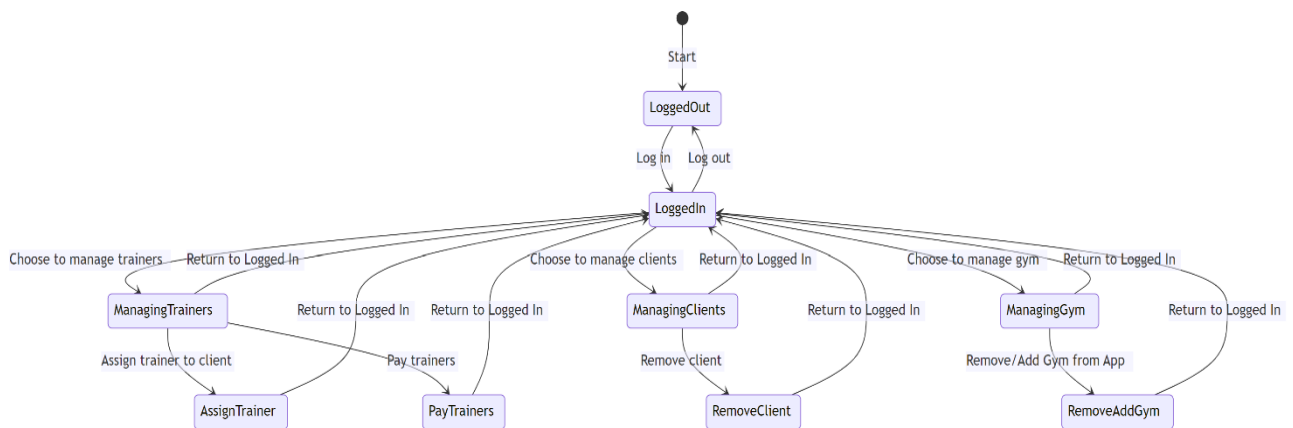 Start
LoggedOut
Log in
Log out
LoggedIn
Choose to manage trainers
Return to Logged In
Choose to manage clients
Return to Logged In
Choose to manage gym
Return to Logged In
ManagingTrainers
Return to Logged In
Return to Logged In
ManagingClients
Return to Logged In
ManagingGym
Return to Logged In
Assign trainer to client
Pay trainers
Remove client
Remove/Add Gym from App
AssignTrainer
PayTrainers
RemoveClient
RemoveAddGym